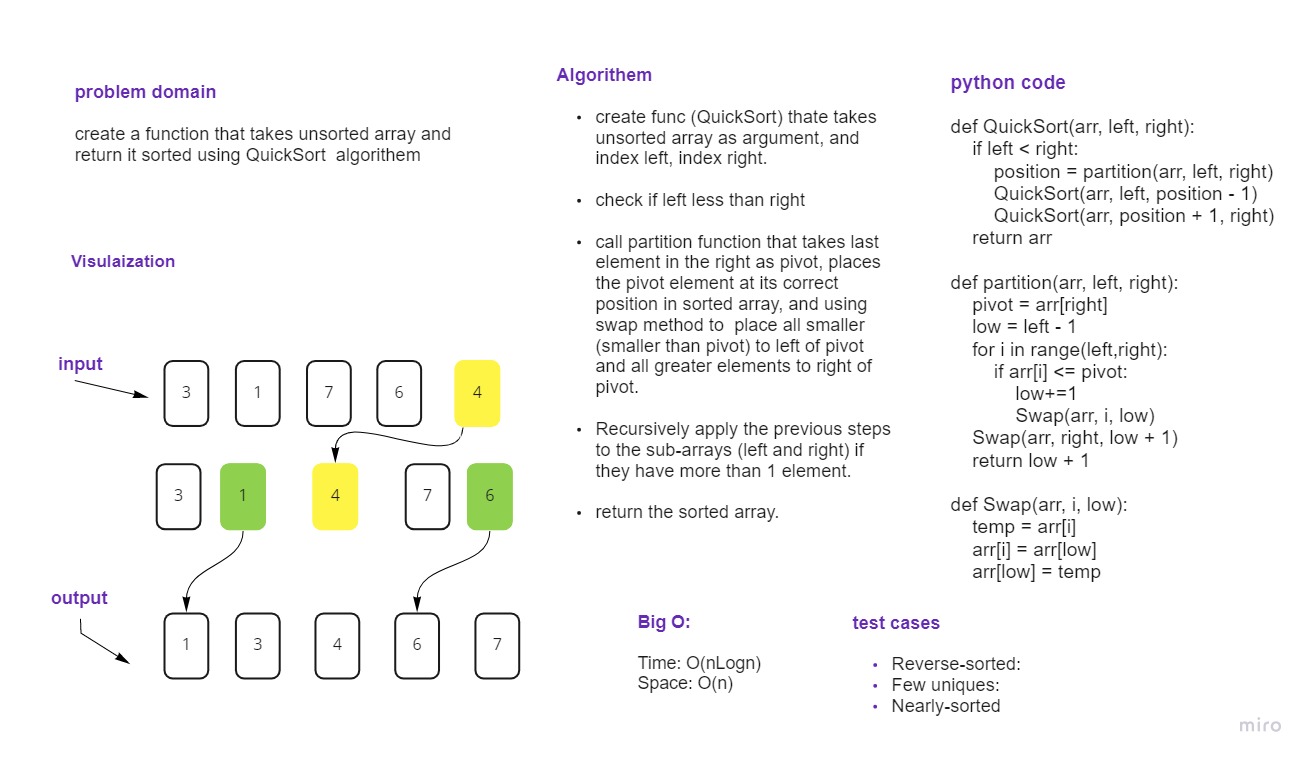 problem domain
create a function that takes unsorted array and
return it sorted using QuickSort algorithem
Visulaization
input
3 1 7 6 4
3 1 4 7 6
output
1 3 4 6 7
Algorithem
• create func (QuickSort) thate takes
unsorted array as argument, and
index left, index right.
• check if left less than right
• call partition function that takes last
element in the right as pivot, places
the pivot element at its correct
position in sorted array, and using
swap method to place all smaller
(smaller than pivot) to left of pivot
and all greater elements to right of
pivot.
• Recursively apply the previous steps
to the sub-arrays (left and right) if
they have more than 1 element.
• return the sorted array.
Big O:
Time: O(nLogn)
Space: O(n)
python code
def QuickSort(arr, left, right):
    if left < right:
        position = partition(arr, left, right)
        QuickSort(arr, left, position - 1)
        QuickSort(arr, position + 1, right)
    return arr
def partition(arr, left, right):
    pivot = arr[right]
    low = left - 1
    for i in range(left,right):
        if arr[i] <= pivot:
            low+=1
            Swap(arr, i, low)
    Swap(arr, right, low + 1)
    return low + 1
def Swap(arr, i, low):
    temp = arr[i]
    arr[i] = arr[low]
    arr[low] = temp
test cases
• Reverse-sorted:
• Few uniques:
• Nearly-sorted
miro